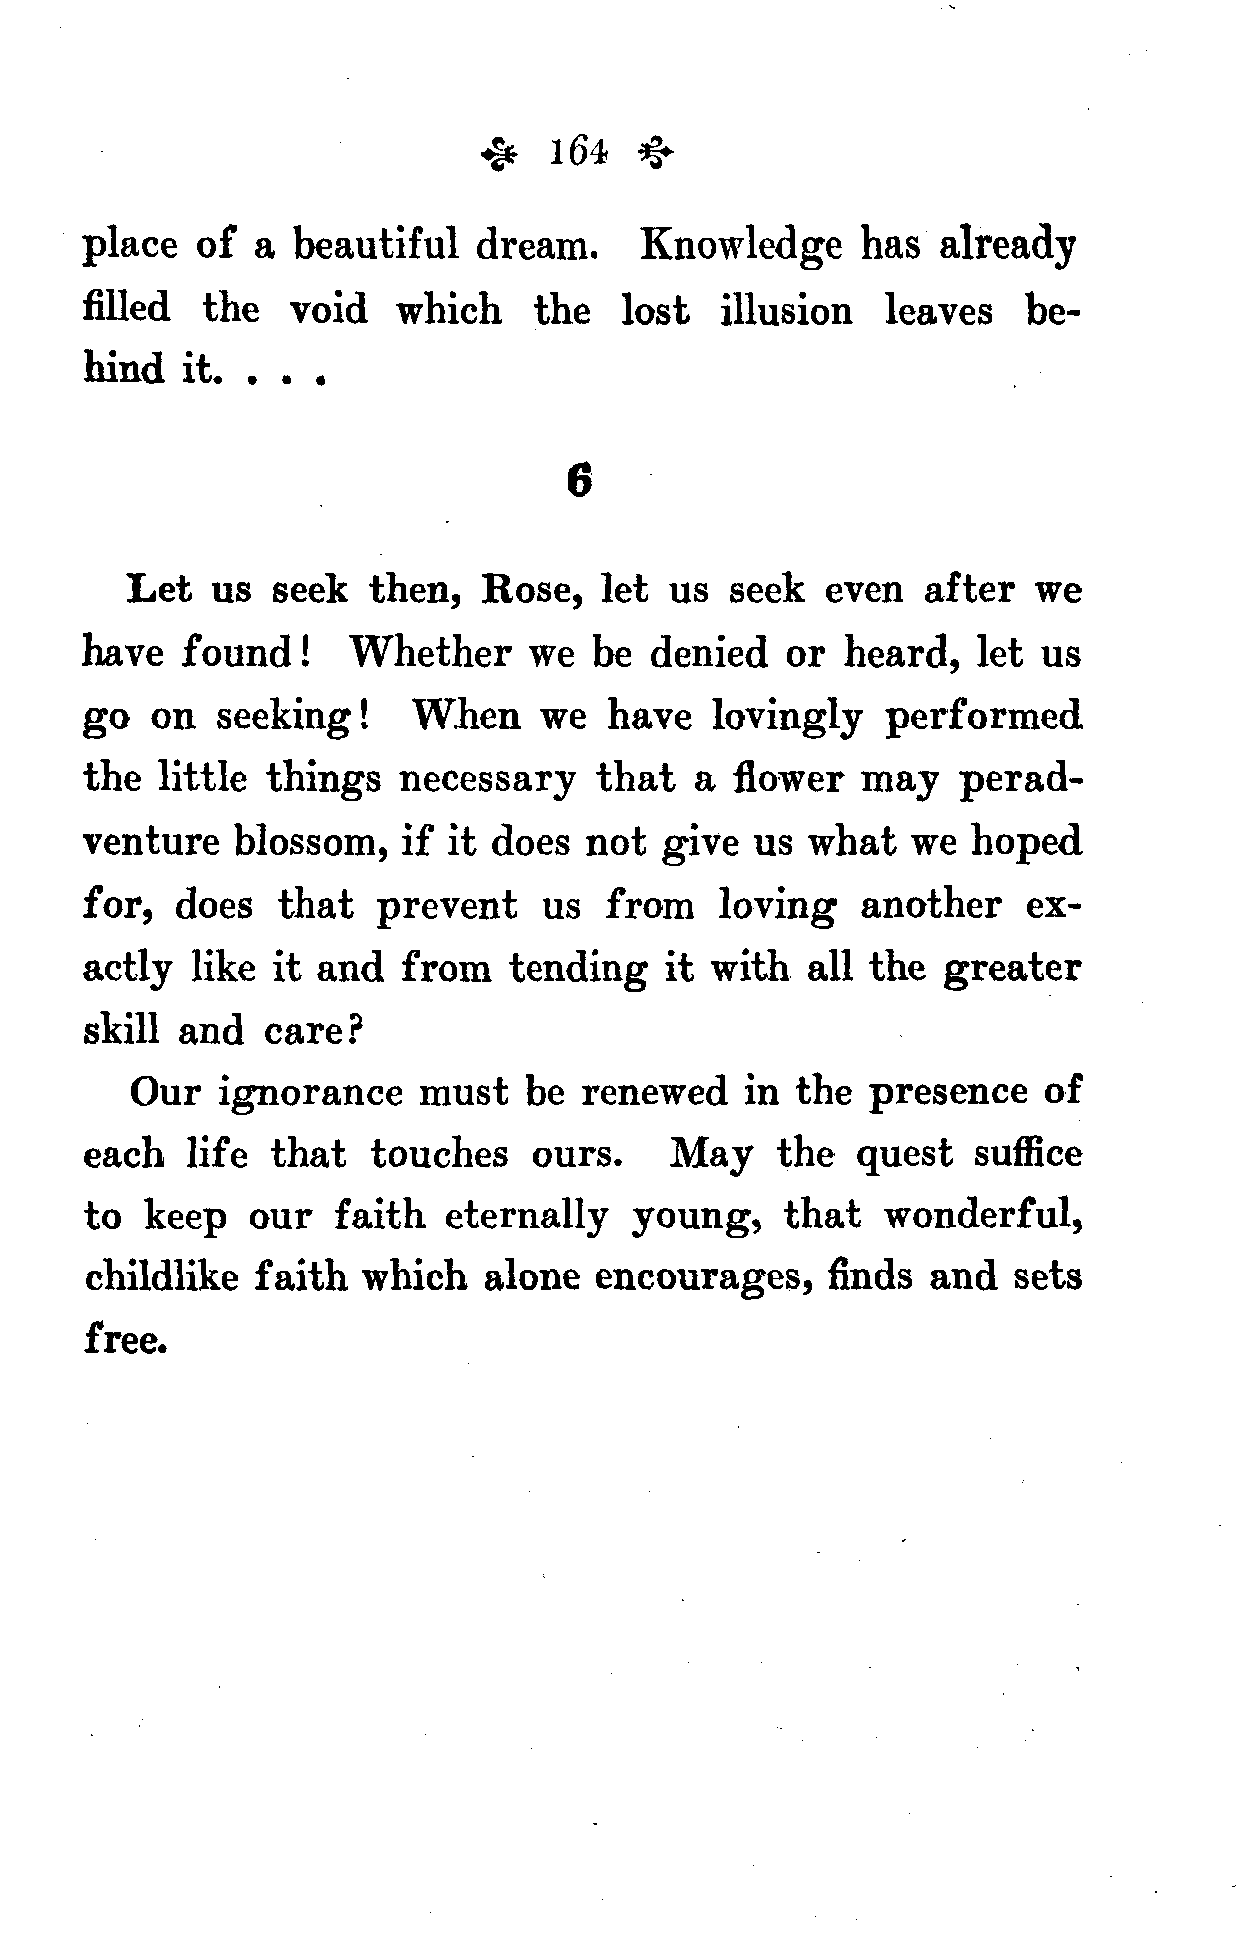 164
place of a beautiful dream. Knowledge has already
filled the void which the lost illusion leaves be-
hind it. . . .
6
Let us seek then, Rose, let us seek even after we
have found! Whether we be denied or heard, let us
go on seeking! When we have lovingly performed
the little things necessary that a flower may perad-
venture blossom, if it does not give us what we hoped
for, does that prevent us from loving another ex-
actly like it and from tending it with all the greater
skill and care?
Our ignorance must be renewed in the presence of
each life that touches ours. May the quest suffice
to keep our faith eternally young, that wonderful,
childlike faith which alone encourages, finds and sets
free.